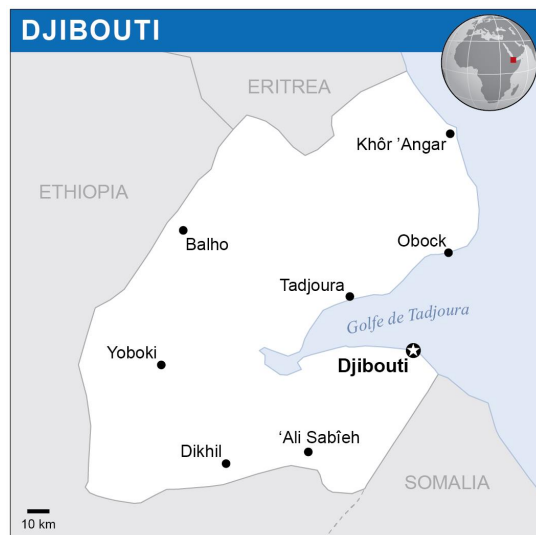 DJIBOUTI
ERITREA
Khôr ’Angar
ETHIOPIA
Balho
Obock
Tadjoura
Golfe de Tadjoura
Yoboki
Djibouti
‘Ali Sabîeh
Dikhil
SOMALIA
10 km